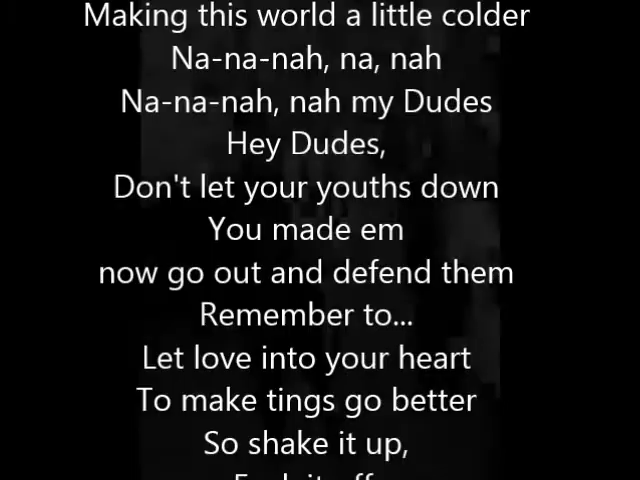 Making this world a little colder
Na-na-nah, na, nah
Na-na-nah, nah my Dudes
Hey Dudes,
Don't let your youths down
You made em
now go out and defend them
Remember to...
Let love into your heart
To make tings go better
So shake it up,